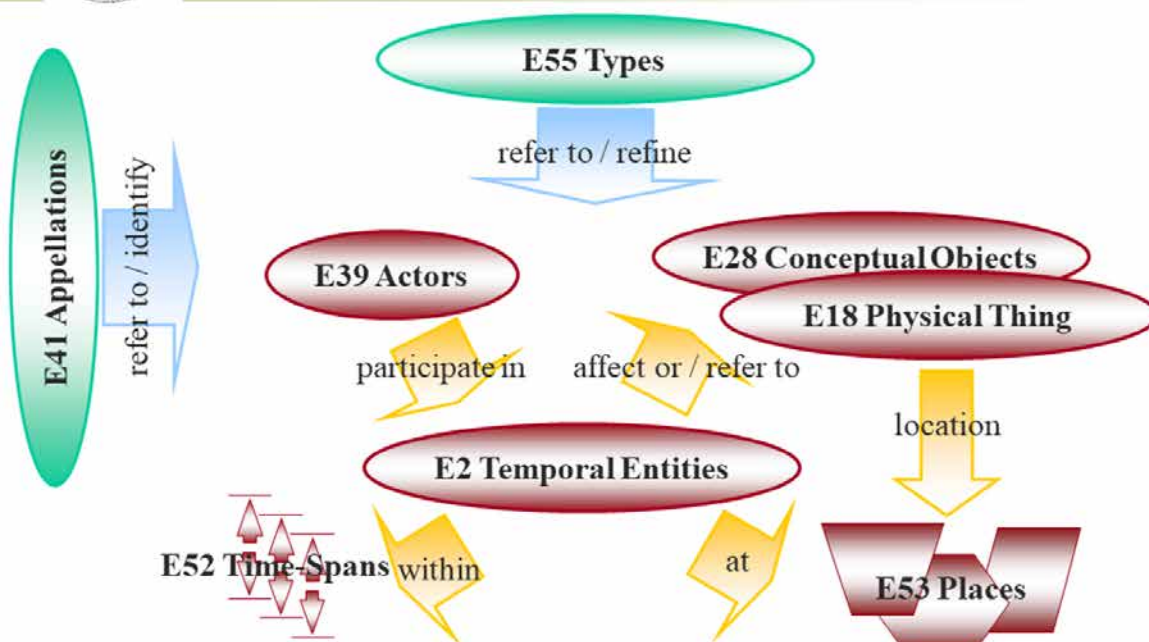 E55 Types
refer to / refine
E41 Appellations
refer to / identify
E39 Actors
E28 Conceptual Objects
E18 Physical Thing
participate in
affect or / refer to
location
E2 Temporal Entities
E52 Time-Spans
within
at
E53 Places